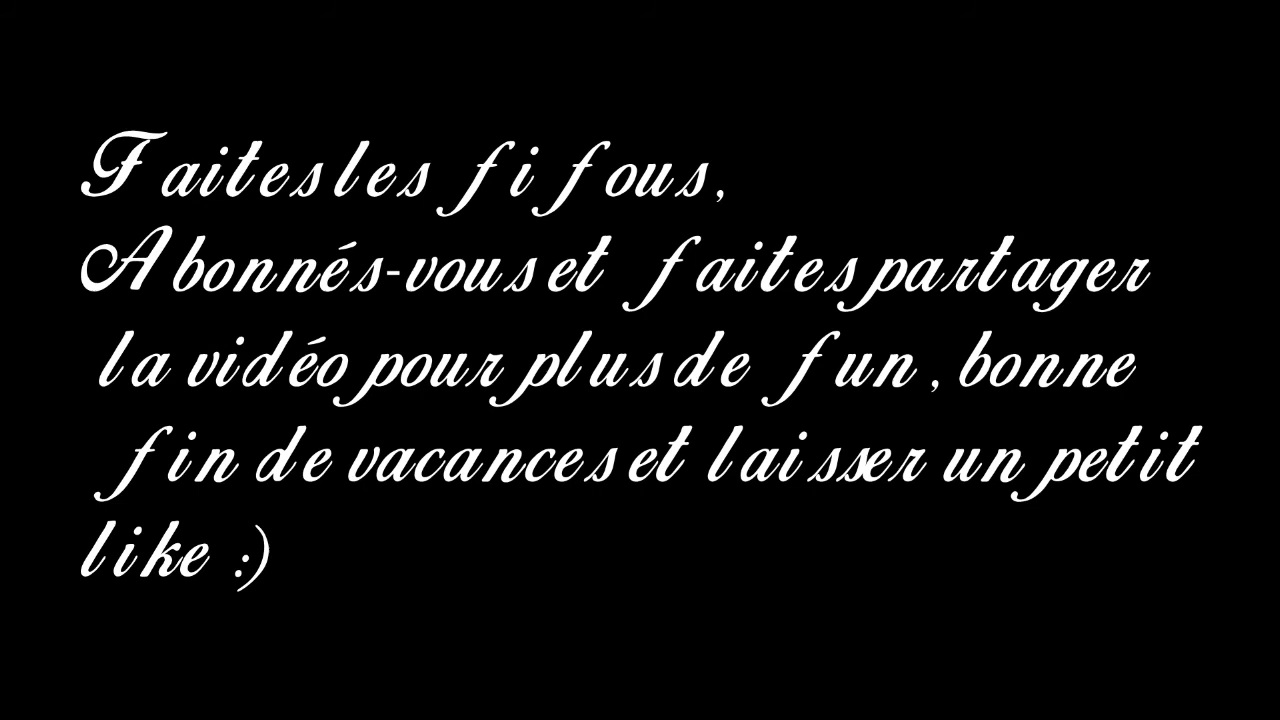 Faites les fifous,
Abonnés-vous et faites partager
la vidéo pour plus de fun, bonne
fin de vacances et laisser un petit
like :)